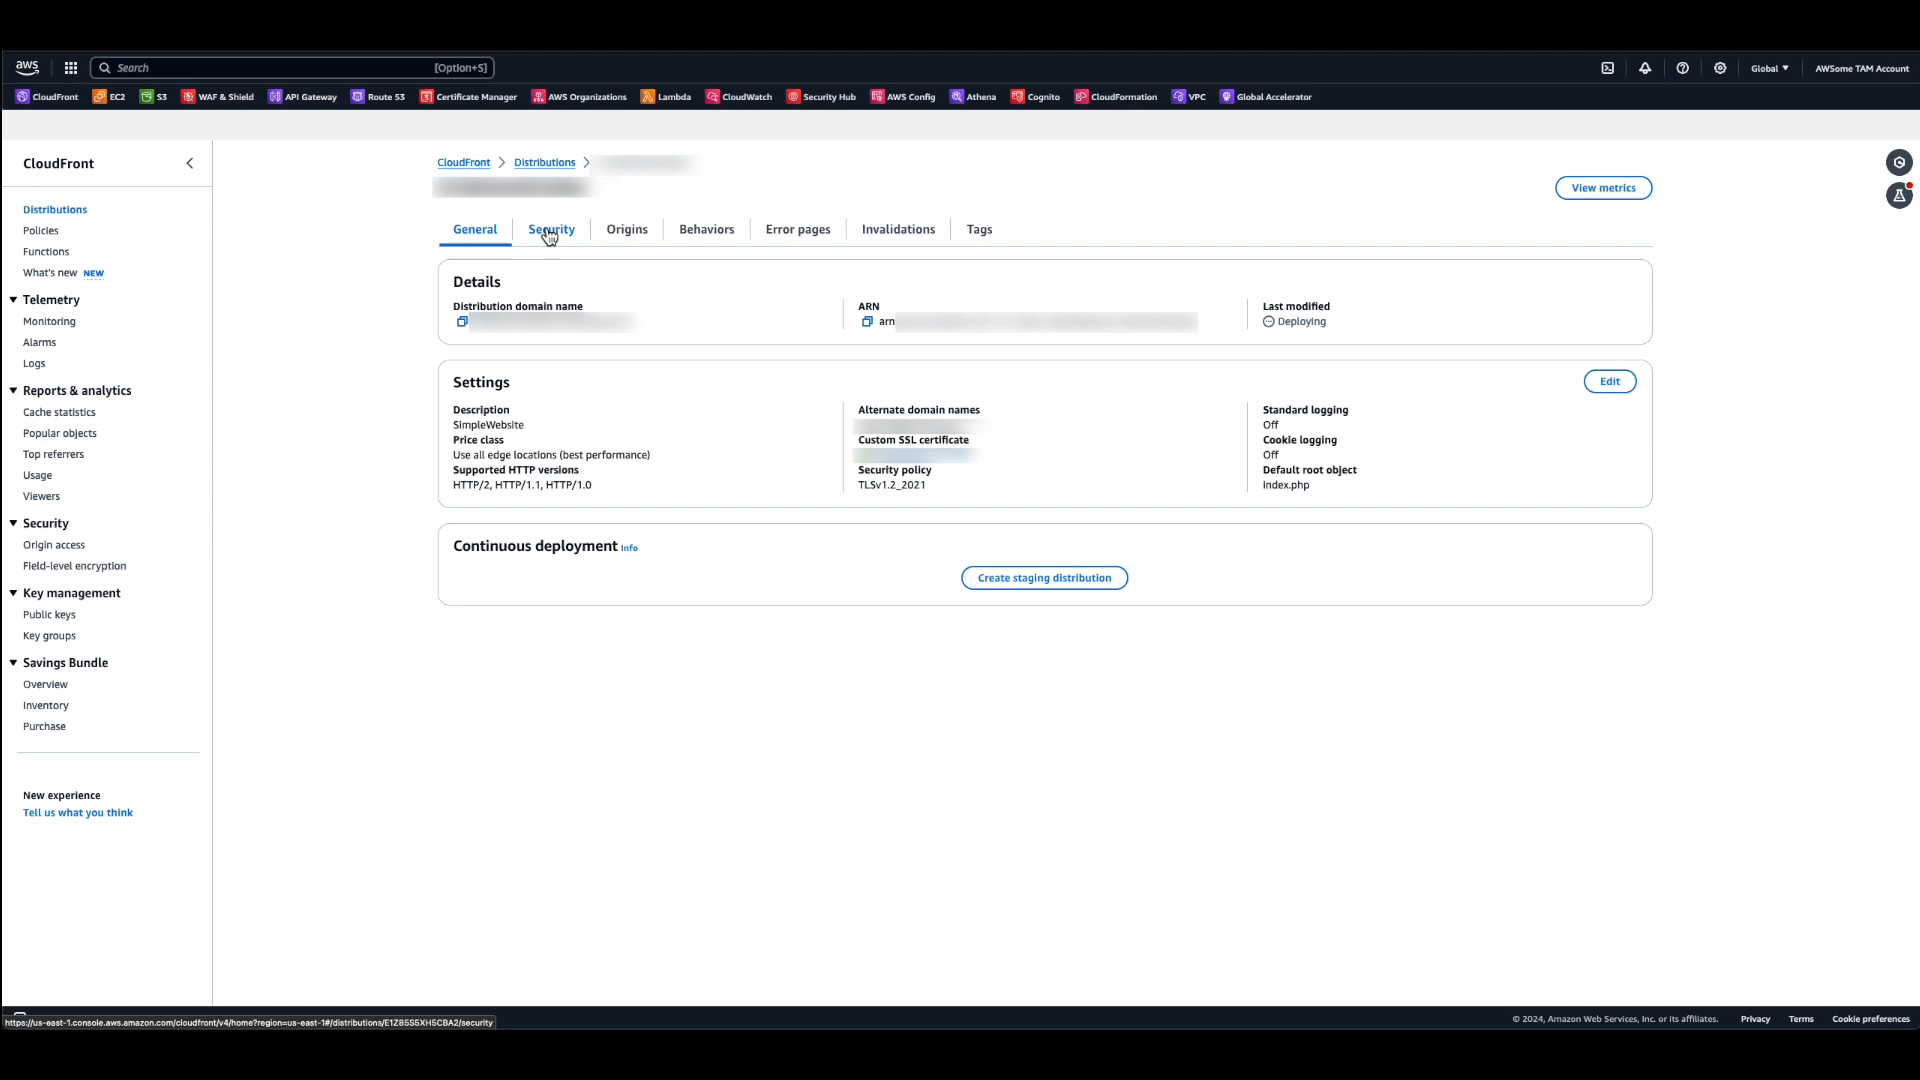 aws
Search [Option+S] Global AWSome TAM Account
CloudFront EC2 S3 WAF & Shield API Gateway Route 53 Certificate Manager AWS Organizations Lambda CloudWatch Security Hub AWS Config Athena Cognito CloudFormation VPC Global Accelerator
CloudFront
Distributions
Policies
Functions
What's new NEW
Telemetry
Monitoring
Alarms
Logs
Reports & analytics
Cache statistics
Popular objects
Top referrers
Usage
Viewers
Security
Origin access
Field-level encryption
Key management
Public keys
Key groups
Savings Bundle
Overview
Inventory
Purchase
New experience
Tell us what you think
CloudFront > Distributions >
View metrics
General Security Origins Behaviors Error pages Invalidations Tags
Details
Distribution domain name
ARN
arn
Last modified
Deploying
Settings
Edit
Description
SimpleWebsite
Price class
Use all edge locations (best performance)
Supported HTTP versions
HTTP/2, HTTP/1.1, HTTP/1.0
Alternate domain names
Custom SSL certificate
Security policy
TLSv1.2_2021
Standard logging
Off
Cookie logging
Off
Default root object
index.php
Continuous deployment Info
Create staging distribution
https://us-east-1.console.aws.amazon.com/cloudfront/v4/home?region=us-east-1#/distributions/E1Z85S5XH5CBA2/security
© 2024, Amazon Web Services, Inc. or its affiliates. Privacy Terms Cookie preferences